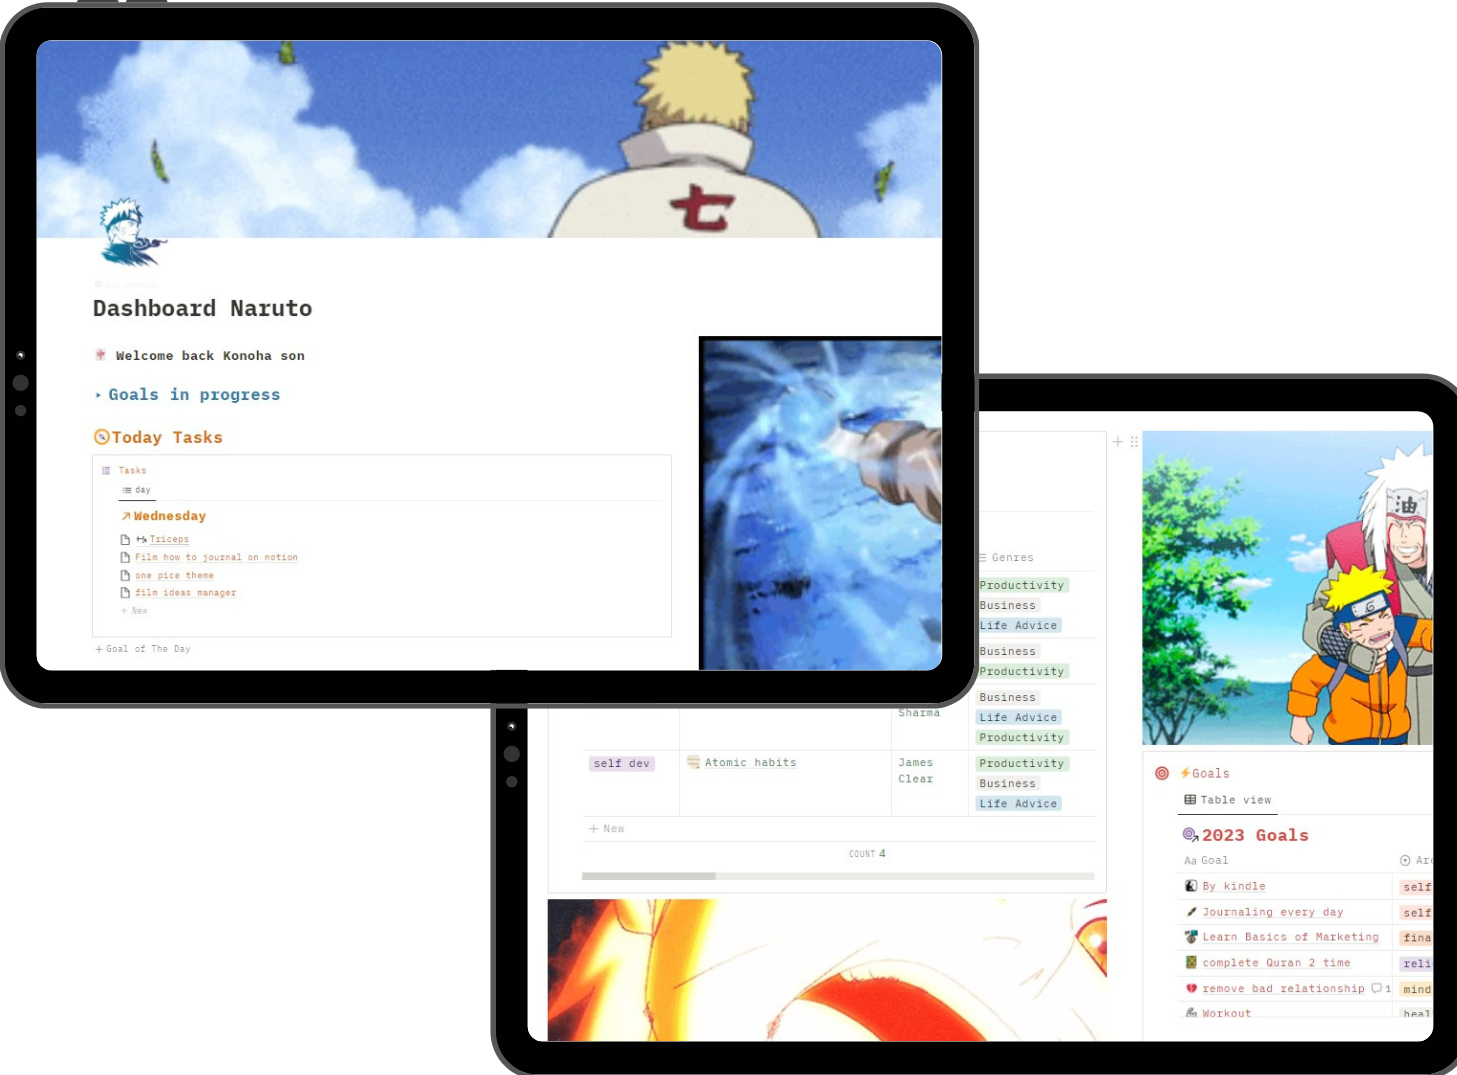 七
Dashboard Naruto
Welcome back Konoha son
Goals in progress
Today Tasks
Tasks
day
Wednesday
Triceps
Film how to journal on notion
one pice theme
film ideas manager
+ New
+ Goal of The Day
Genres
Productivity
Business
Life Advice
Business
Productivity
Sharma
Business
Life Advice
Productivity
self dev
Atomic habits
James Clear
Productivity
Business
Life Advice
+ New
COUNT 4
油
Goals
Table view
2023 Goals
Aa Goal
Are
By kindle
self
Journaling every day
self
Learn Basics of Marketing
fina
complete Quran 2 time
reli
remove bad relationship
1
mind
Workout
heal